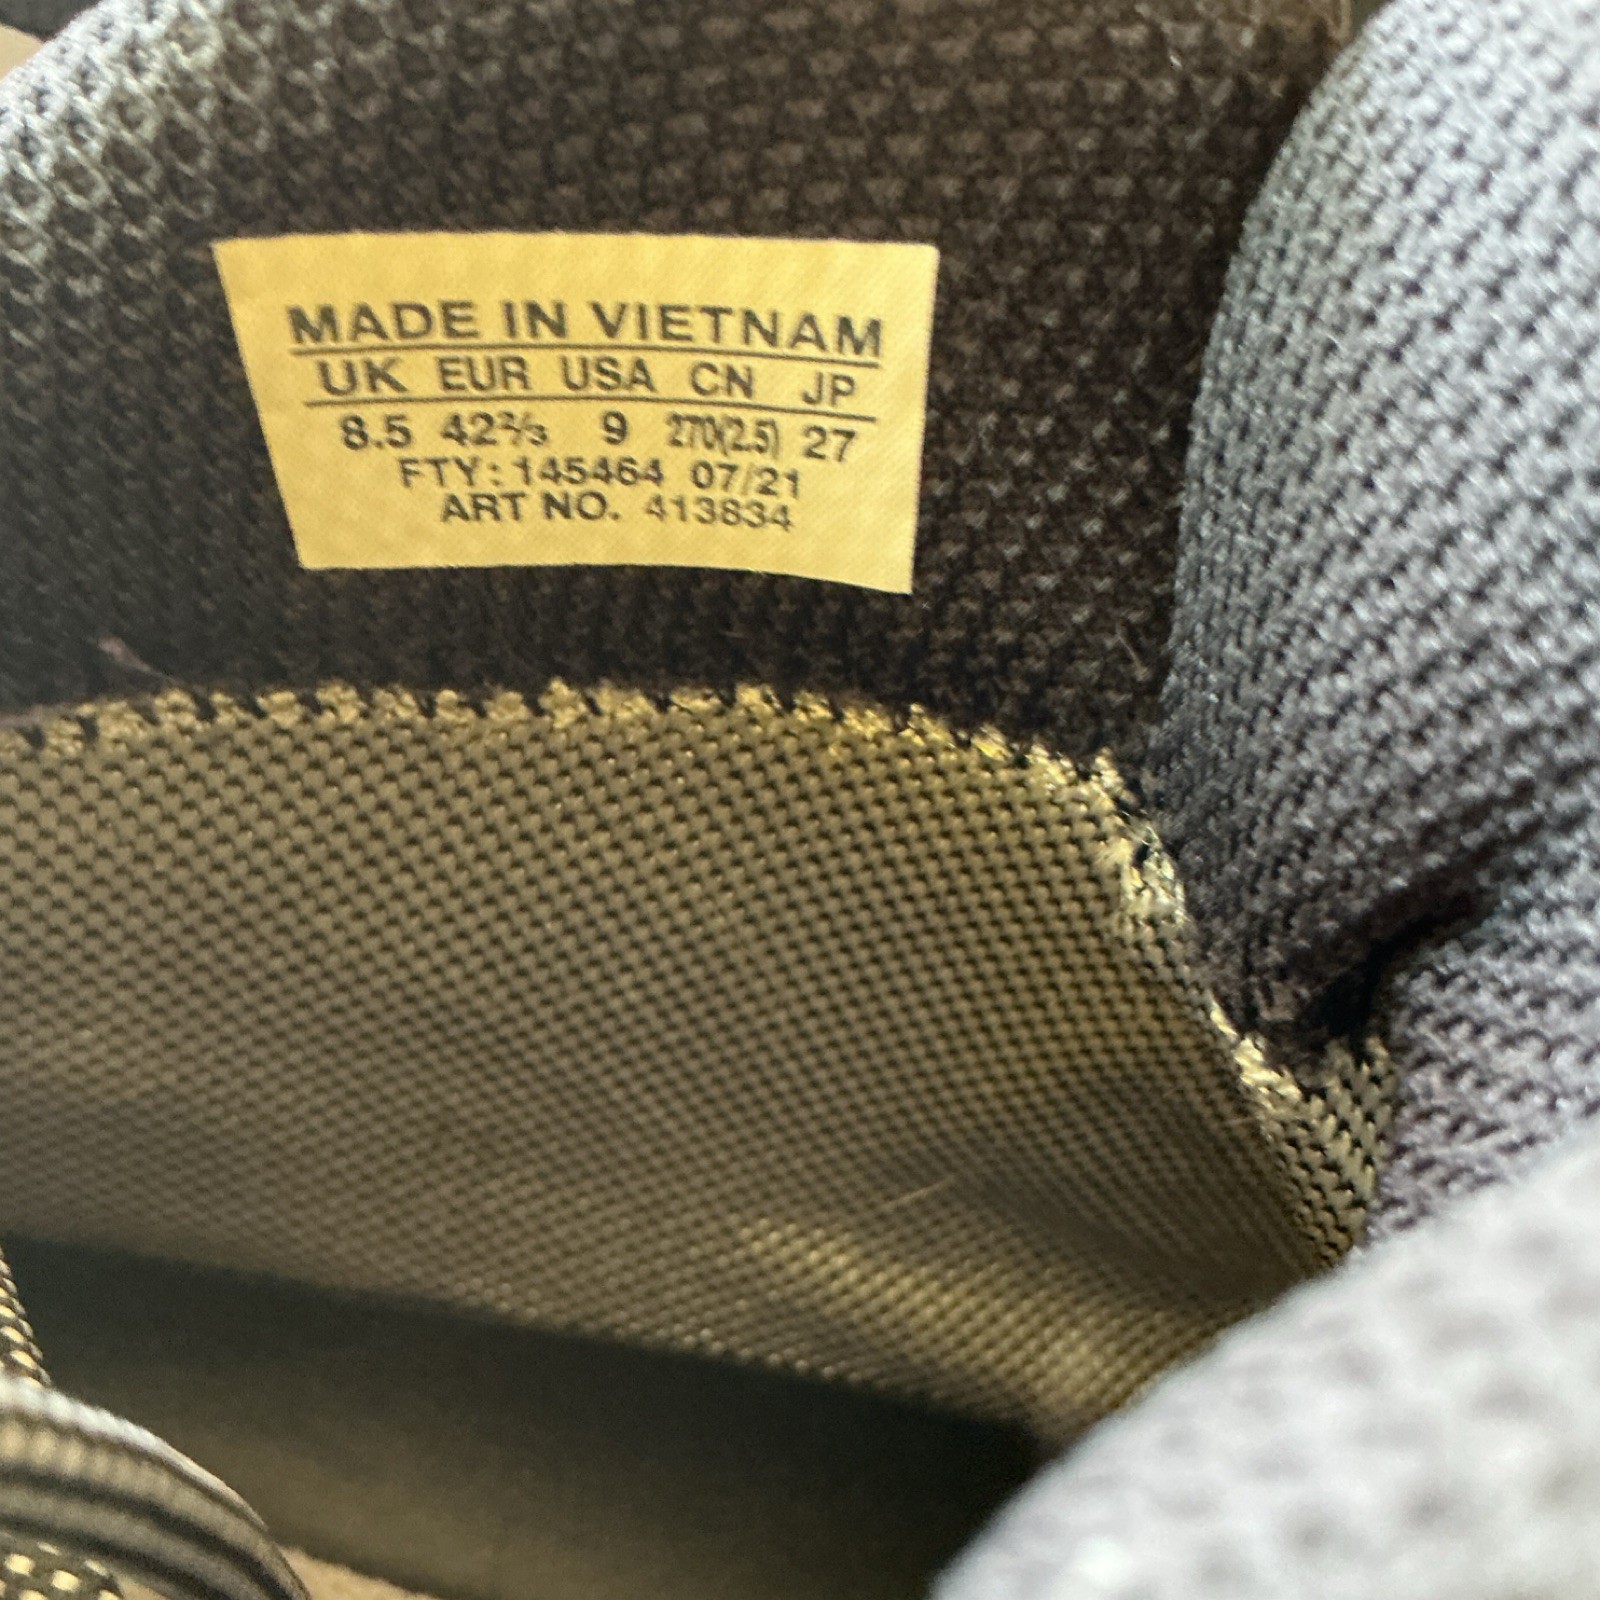 MADE IN VIETNAM
UK EUR USA CN JP
8.5 42⅔ 9 270(2.5) 27
FTY: 145464 07/21
ART NO. 413834